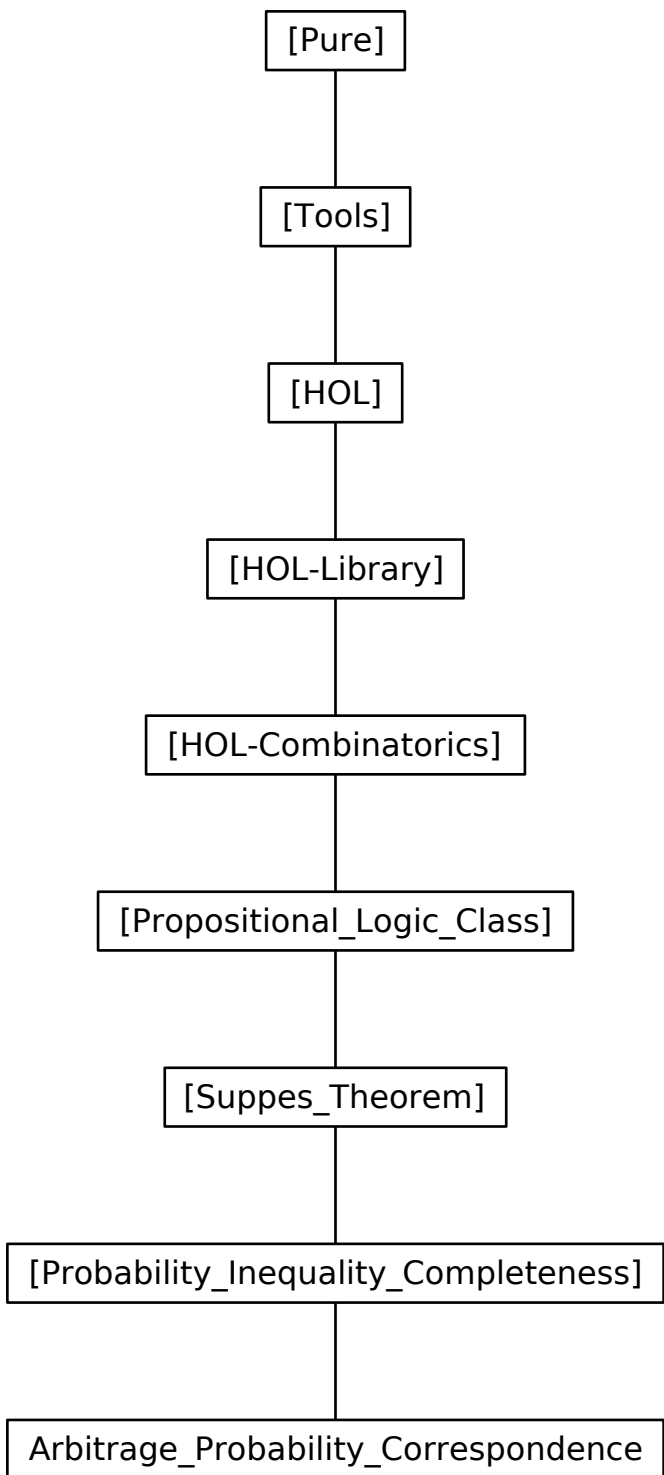 [Pure]
[Tools]
[HOL]
[HOL-Library]
[HOL-Combinatorics]
[Propositional_Logic_Class]
[Suppes_Theorem]
[Probability_Inequality_Completeness]
Arbitrage_Probability_Correspondence